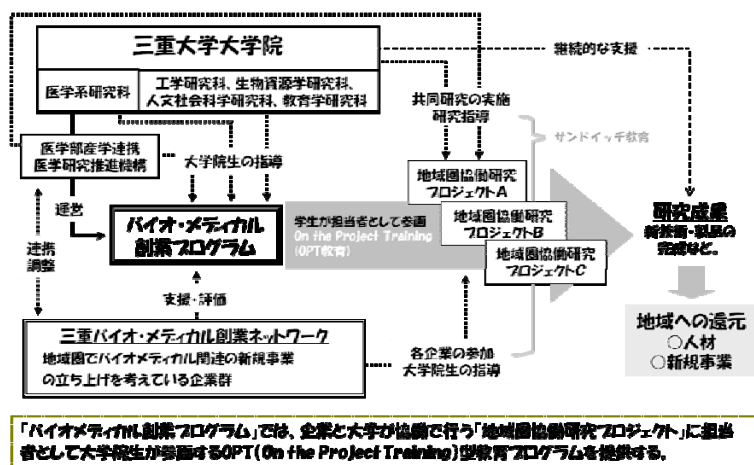 三重大学大学院
継続的な支援
医学系研究科
工学研究科、生物資源学研究科、
人文社会科学研究科、教育学研究科
共同研究の実施
研究指導
サンドイッチ教育
医学部産学連携
医学研究推進機構
大学院生の指導
地域圏協働研究
プロジェクトA
運営
バイオ・メディカル
創業プログラム
学生が担当者として参画
On the Project Training
(OPT教育)
地域圏協働研究
プロジェクトB
地域圏協働研究
プロジェクトC
研究成果
新技術・製品の
完成など。
連携
調整
支援・評価
三重バイオ・メディカル創業ネットワーク
地域圏でバイオメディカル関連の新規事業
の立ち上げを考えている企業群
各企業の参加
大学院生の指導
地域への還元
○人材
○新規事業
「バイオメディカル創業プログラム」では、企業と大学が協働で行う「地域圏協働研究プロジェクト」に担当
者として大学院生が参画するOPT(On the Project Training)型教育プログラムを提供する。